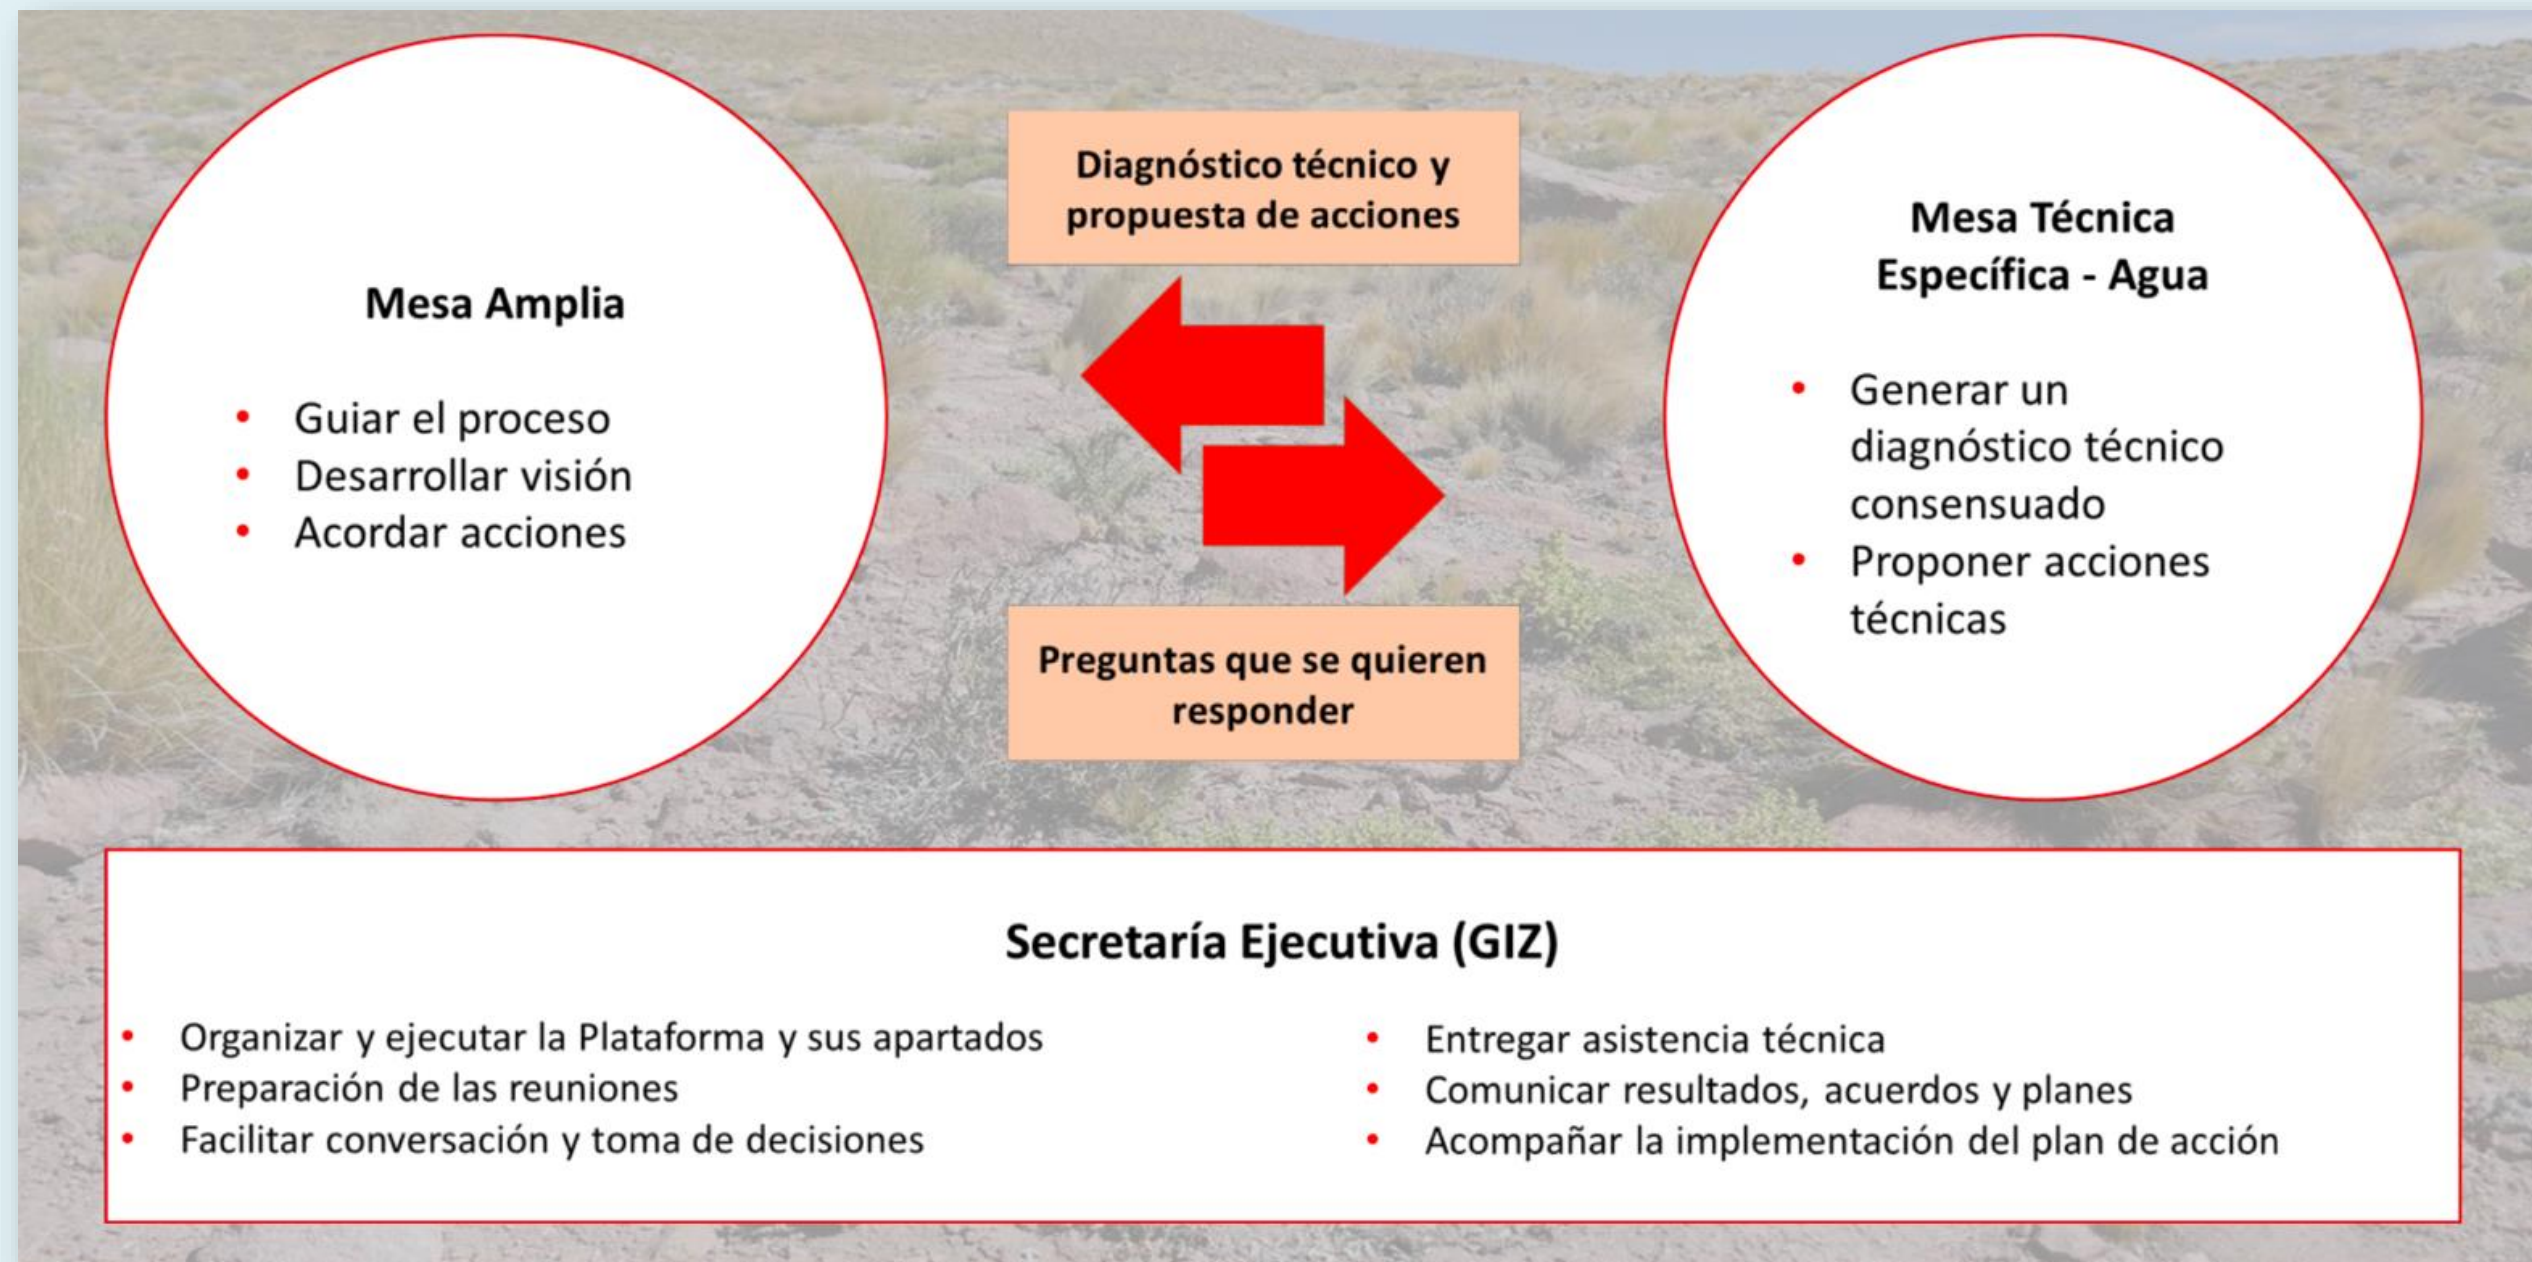 Mesa Amplia
• Guiar el proceso
• Desarrollar visión
• Acordar acciones
Diagnóstico técnico y
propuesta de acciones
Preguntas que se quieren
responder
Mesa Técnica
Específica - Agua
• Generar un
diagnóstico técnico
consensuado
• Proponer acciones
técnicas
Secretaría Ejecutiva (GIZ)
• Organizar y ejecutar la Plataforma y sus apartados
• Preparación de las reuniones
• Facilitar conversación y toma de decisiones
• Entregar asistencia técnica
• Comunicar resultados, acuerdos y planes
• Acompañar la implementación del plan de acción